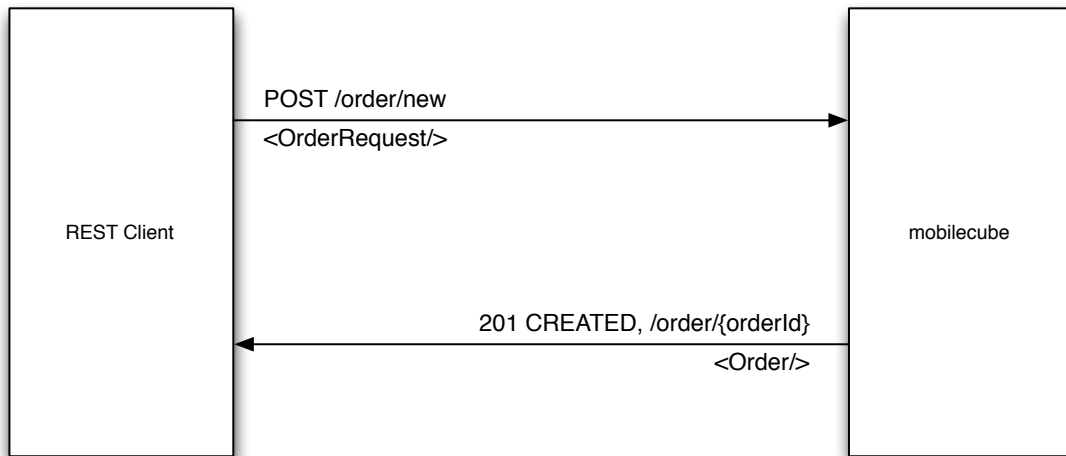 POST /order/new
<OrderRequest/>
REST Client
mobilecube
201 CREATED, /order/{orderId}
<Order/>